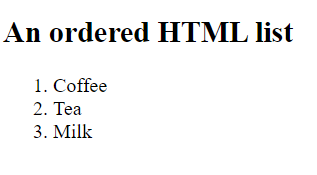 An ordered HTML list
1. Coffee
2. Tea
3. Milk